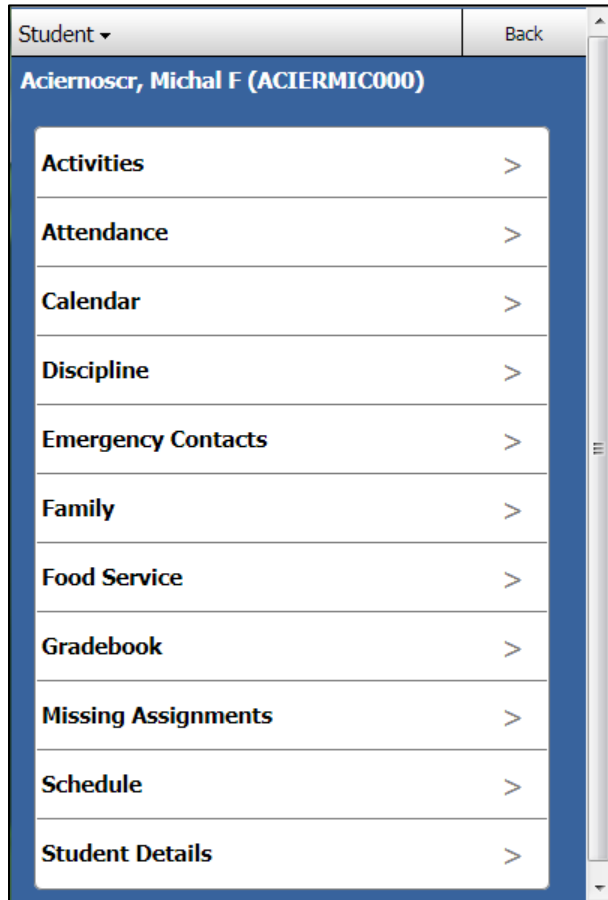 Student Back
Aciernoscr, Michal F (ACIERMIC000)
Activities >
Attendance >
Calendar >
Discipline >
Emergency Contacts >
Family >
Food Service >
Gradebook >
Missing Assignments >
Schedule >
Student Details >